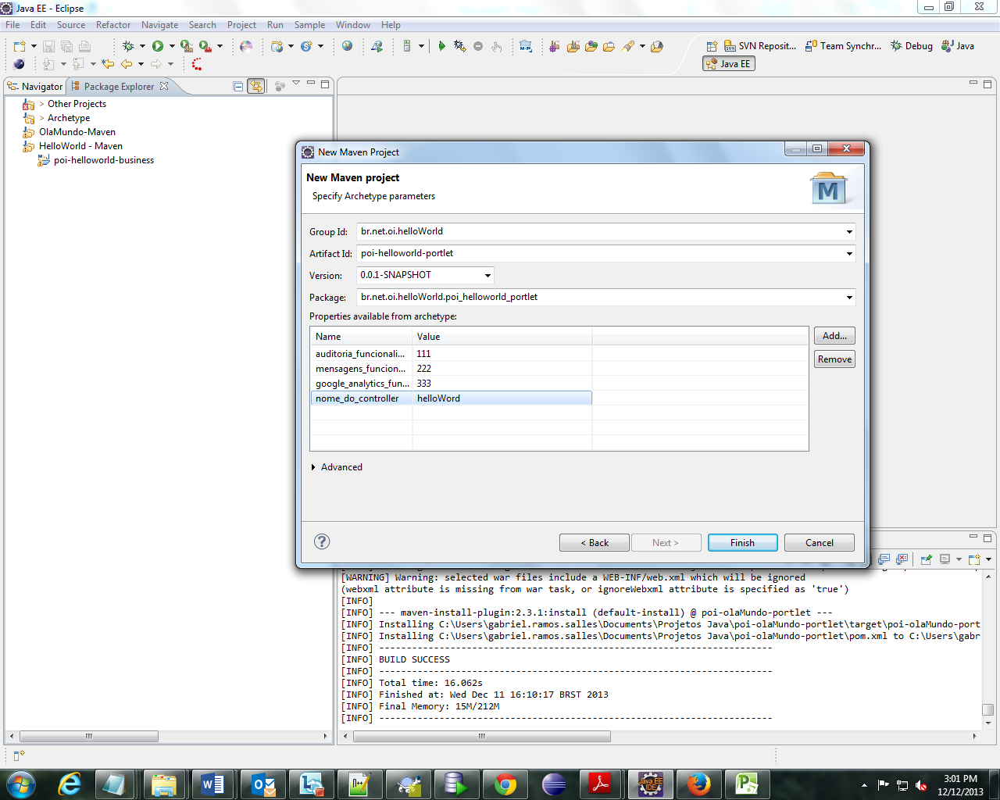 Java EE - Eclipse
File Edit Source Refactor Navigate Search Project Run Sample Window Help
SVN Reposit... Team Synchr... Debug Java
Java EE
Navigator Package Explorer
> Other Projects
> Archetype
OlaMundo-Maven
HelloWorld - Maven
poi-helloworld-business
New Maven Project
New Maven project
Specify Archetype parameters
M
Group Id: br.net.oi.helloWorld
Artifact Id: poi-helloworld-portlet
Version: 0.0.1-SNAPSHOT
Package: br.net.oi.helloWorld.poi_helloworld_portlet
Properties available from archetype:
Name Value
Add...
auditoria_funcionali... 111
Remove
mensagens_funcion... 222
google_analytics_fun... 333
nome_do_controller helloWord
Advanced
< Back Next > Finish Cancel
[WARNING] Warning: selected war files include a WEB-INF/web.xml which will be ignored
(webxml attribute is missing from war task, or ignoreWebxml attribute is specified as 'true')
[INFO]
[INFO] --- maven-install-plugin:2.3.1:install (default-install) @ poi-olaMundo-portlet ---
[INFO] Installing C:\Users\gabriel.ramos.salles\Documents\Projetos Java\poi-olaMundo-portlet\target\poi-olaMundo-port
[INFO] Installing C:\Users\gabriel.ramos.salles\Documents\Projetos Java\poi-olaMundo-portlet\pom.xml to C:\Users\gabr
[INFO] ------------------------------------------------------------------------
[INFO] BUILD SUCCESS
[INFO] ------------------------------------------------------------------------
[INFO] Total time: 16.062s
[INFO] Finished at: Wed Dec 11 16:10:17 BRST 2013
[INFO] Final Memory: 15M/212M
[INFO] ------------------------------------------------------------------------
3:01 PM
12/12/2013